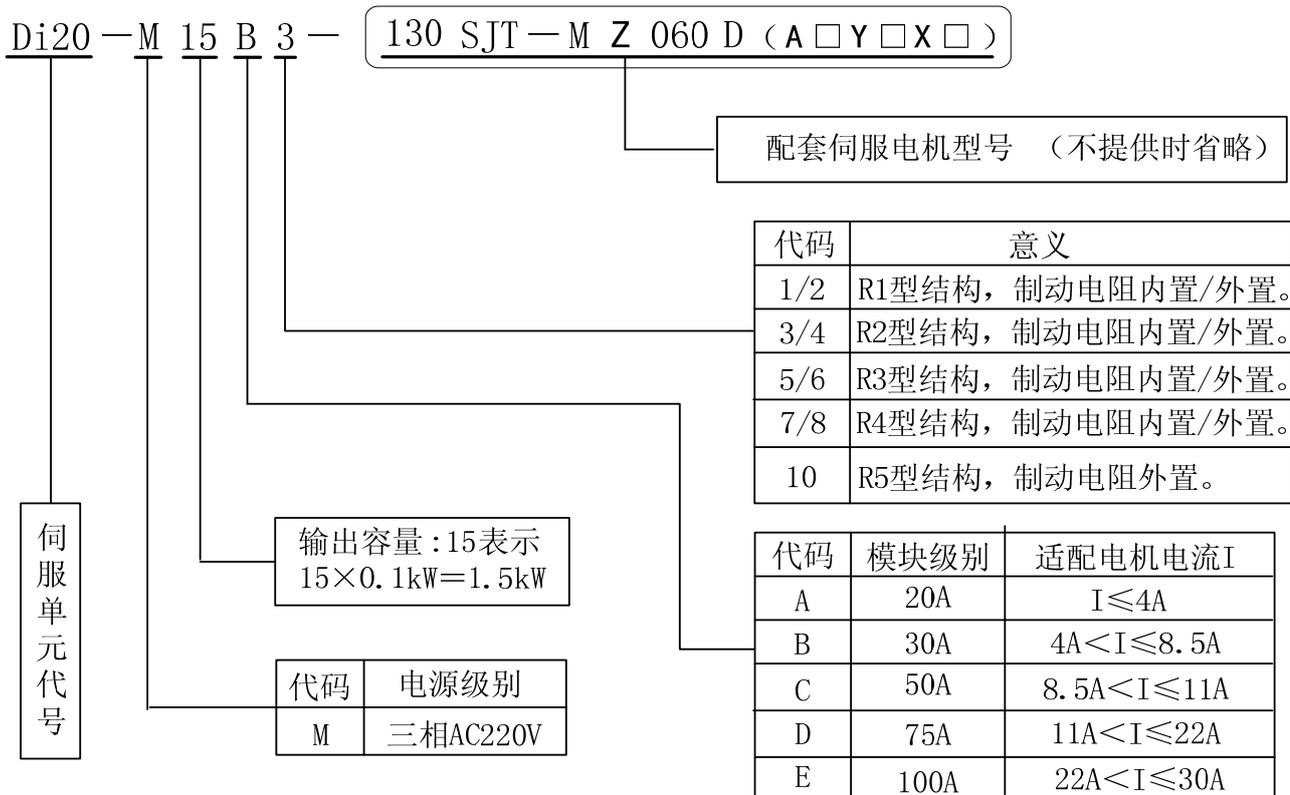 Di20－M 15 B 3－ 130 SJT－M Z 060 D（A□Y□X□）
配套伺服电机型号 （不提供时省略）
代码 意义
1/2 R1型结构，制动电阻内置/外置。
3/4 R2型结构，制动电阻内置/外置。
5/6 R3型结构，制动电阻内置/外置。
7/8 R4型结构，制动电阻内置/外置。
10 R5型结构，制动电阻外置。
伺服单元代号
输出容量:15表示
15×0.1kW＝1.5kW
代码 电源级别
M 三相AC220V
代码 模块级别 适配电机电流I
A 20A I≤4A
B 30A 4A＜I≤8.5A
C 50A 8.5A＜I≤11A
D 75A 11A＜I≤22A
E 100A 22A＜I≤30A